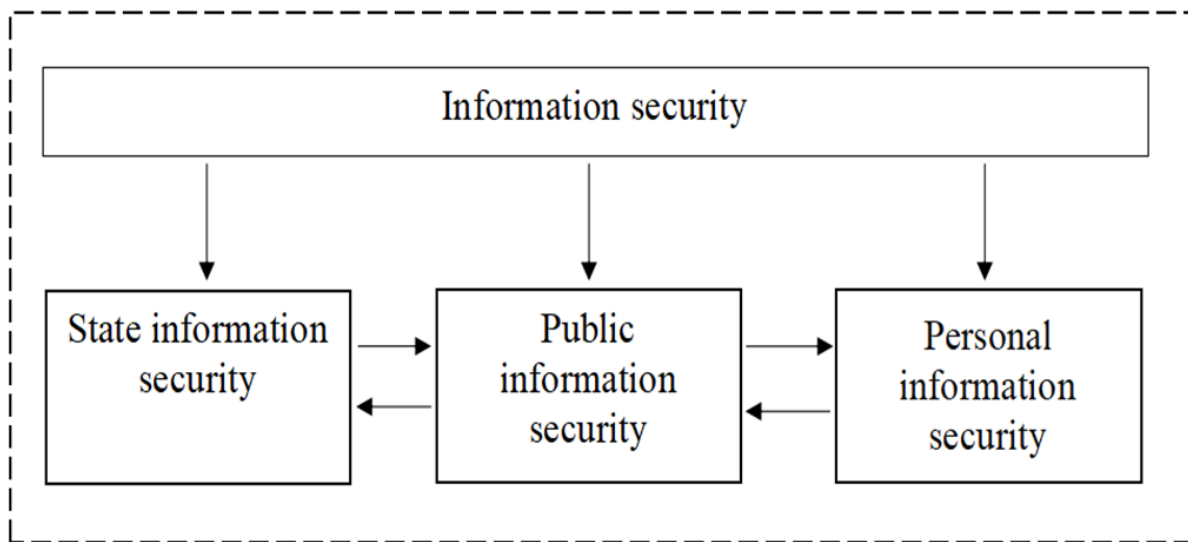 Information security
State information
security
Public
information
security
Personal
information
security